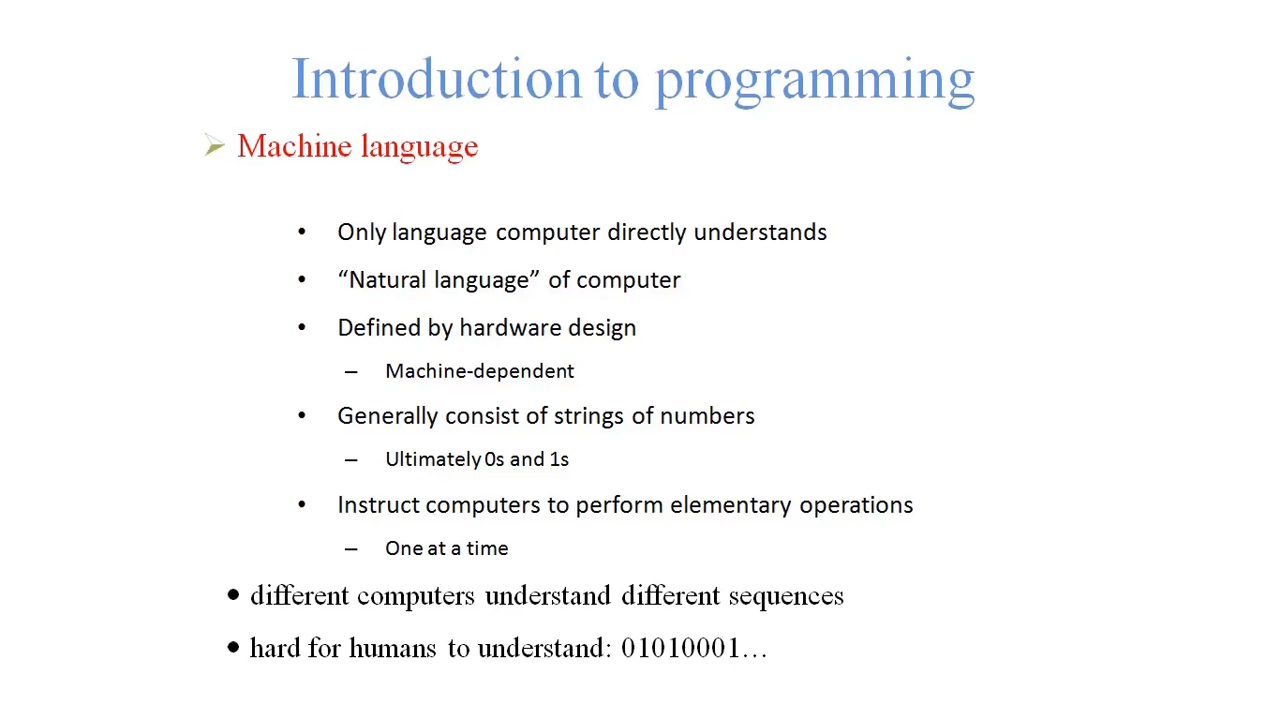 Introduction to programming
➢ Machine language
• Only language computer directly understands
• “Natural language” of computer
• Defined by hardware design
– Machine-dependent
• Generally consist of strings of numbers
– Ultimately 0s and 1s
• Instruct computers to perform elementary operations
– One at a time
• different computers understand different sequences
• hard for humans to understand: 01010001…